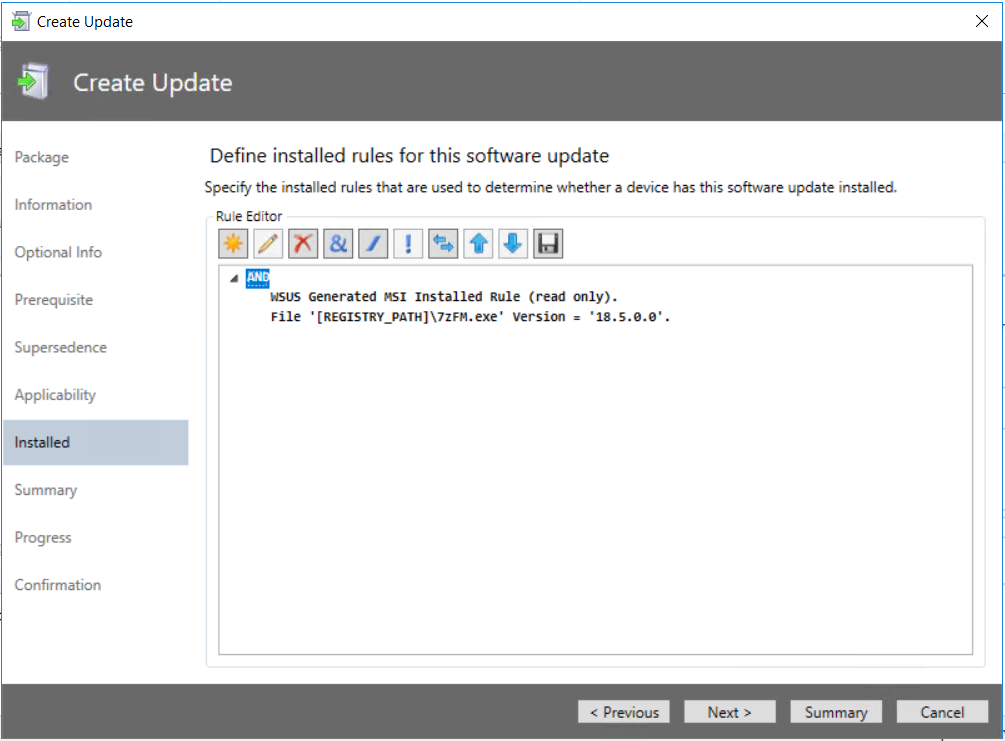 Create Update
Create Update
Package
Information
Optional Info
Prerequisite
Supersedence
Applicability
Installed
Summary
Progress
Confirmation
Define installed rules for this software update
Specify the installed rules that are used to determine whether a device has this software update installed.
Rule Editor
&
!
AND
WSUS Generated MSI Installed Rule (read only).
File '[REGISTRY_PATH]\7zFM.exe' Version = '18.5.0.0'.
< Previous
Next >
Summary
Cancel